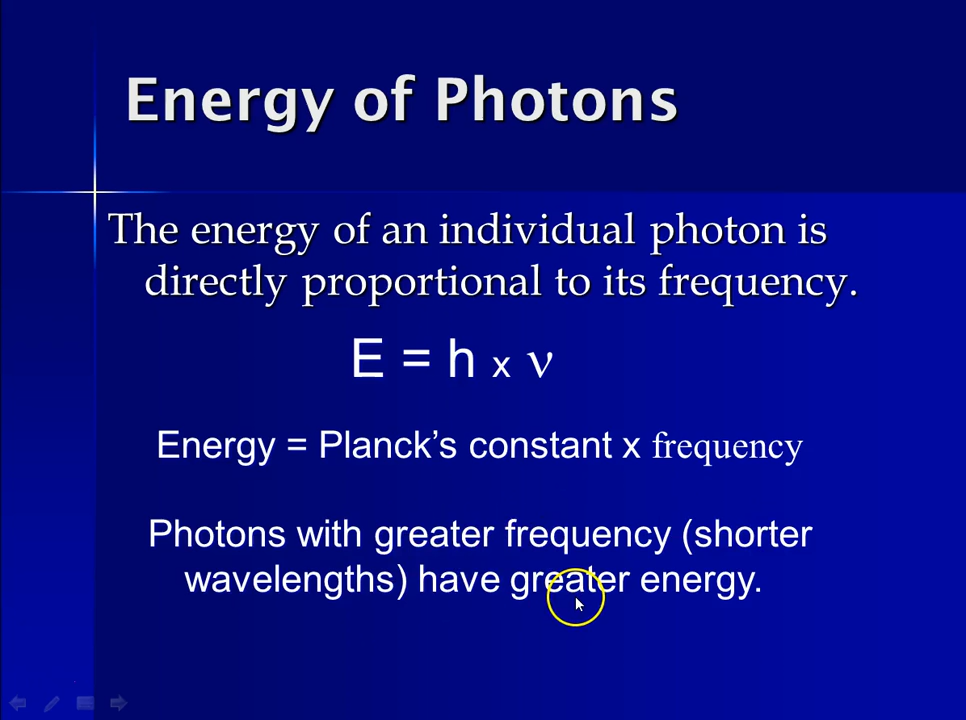 Energy of Photons
The energy of an individual photon is
directly proportional to its frequency.
E = h x ν
Energy = Planck’s constant x frequency
Photons with greater frequency (shorter
wavelengths) have greater energy.